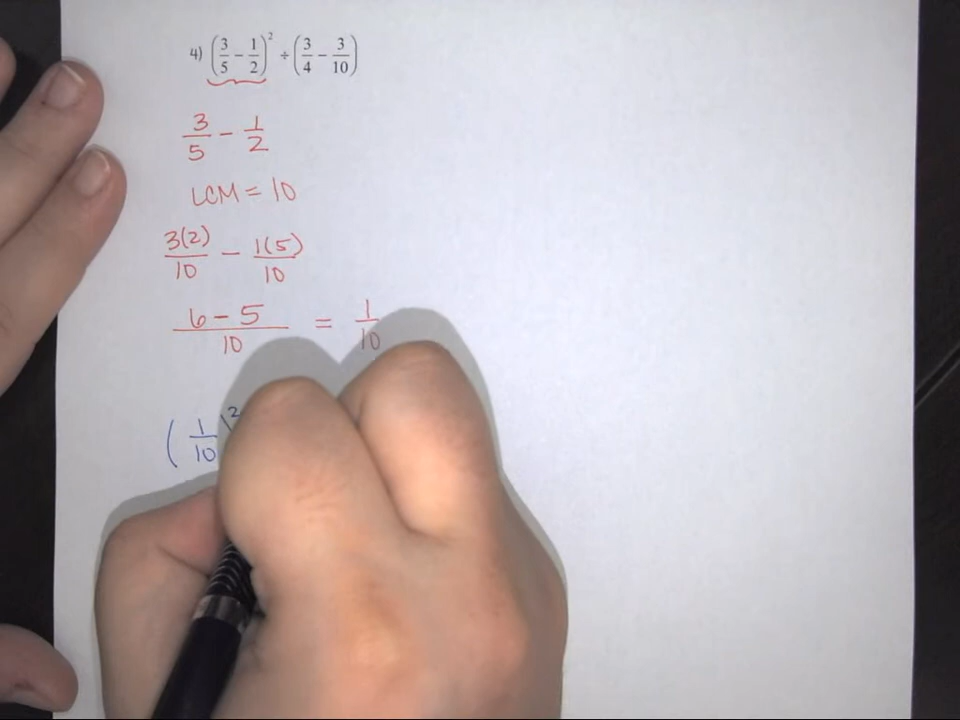 4) (3/5 − 1/2)² ÷ (3/4 − 3/10)
3/5 − 1/2
LCM = 10
3(2)/10 − 1(5)/10
6 − 5/10 = 1/10
(1/10)²